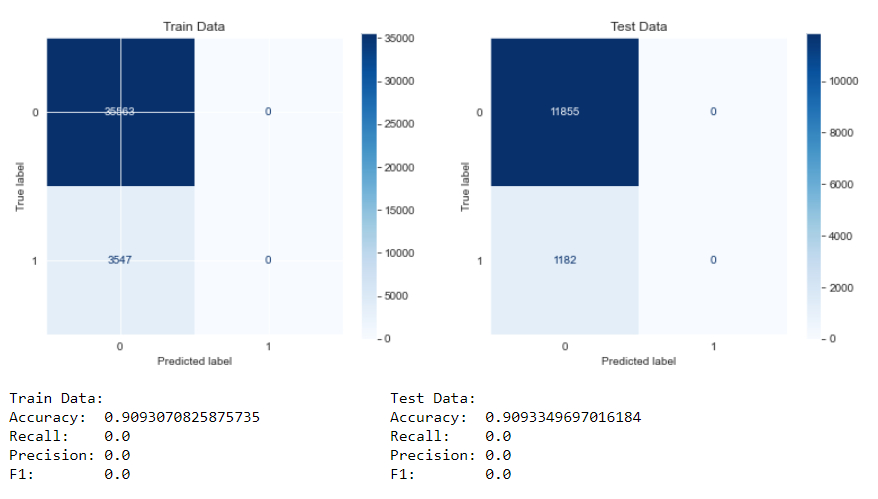 Train Data
35563 0
3547 0
0
1
True label
0 1
Predicted label
35000
30000
25000
20000
15000
10000
5000
0
Test Data
11855 0
1182 0
0
1
True label
0 1
Predicted label
10000
8000
6000
4000
2000
0
Train Data:
Accuracy: 0.9093070825875735
Recall: 0.0
Precision: 0.0
F1: 0.0
Test Data:
Accuracy: 0.9093349697016184
Recall: 0.0
Precision: 0.0
F1: 0.0